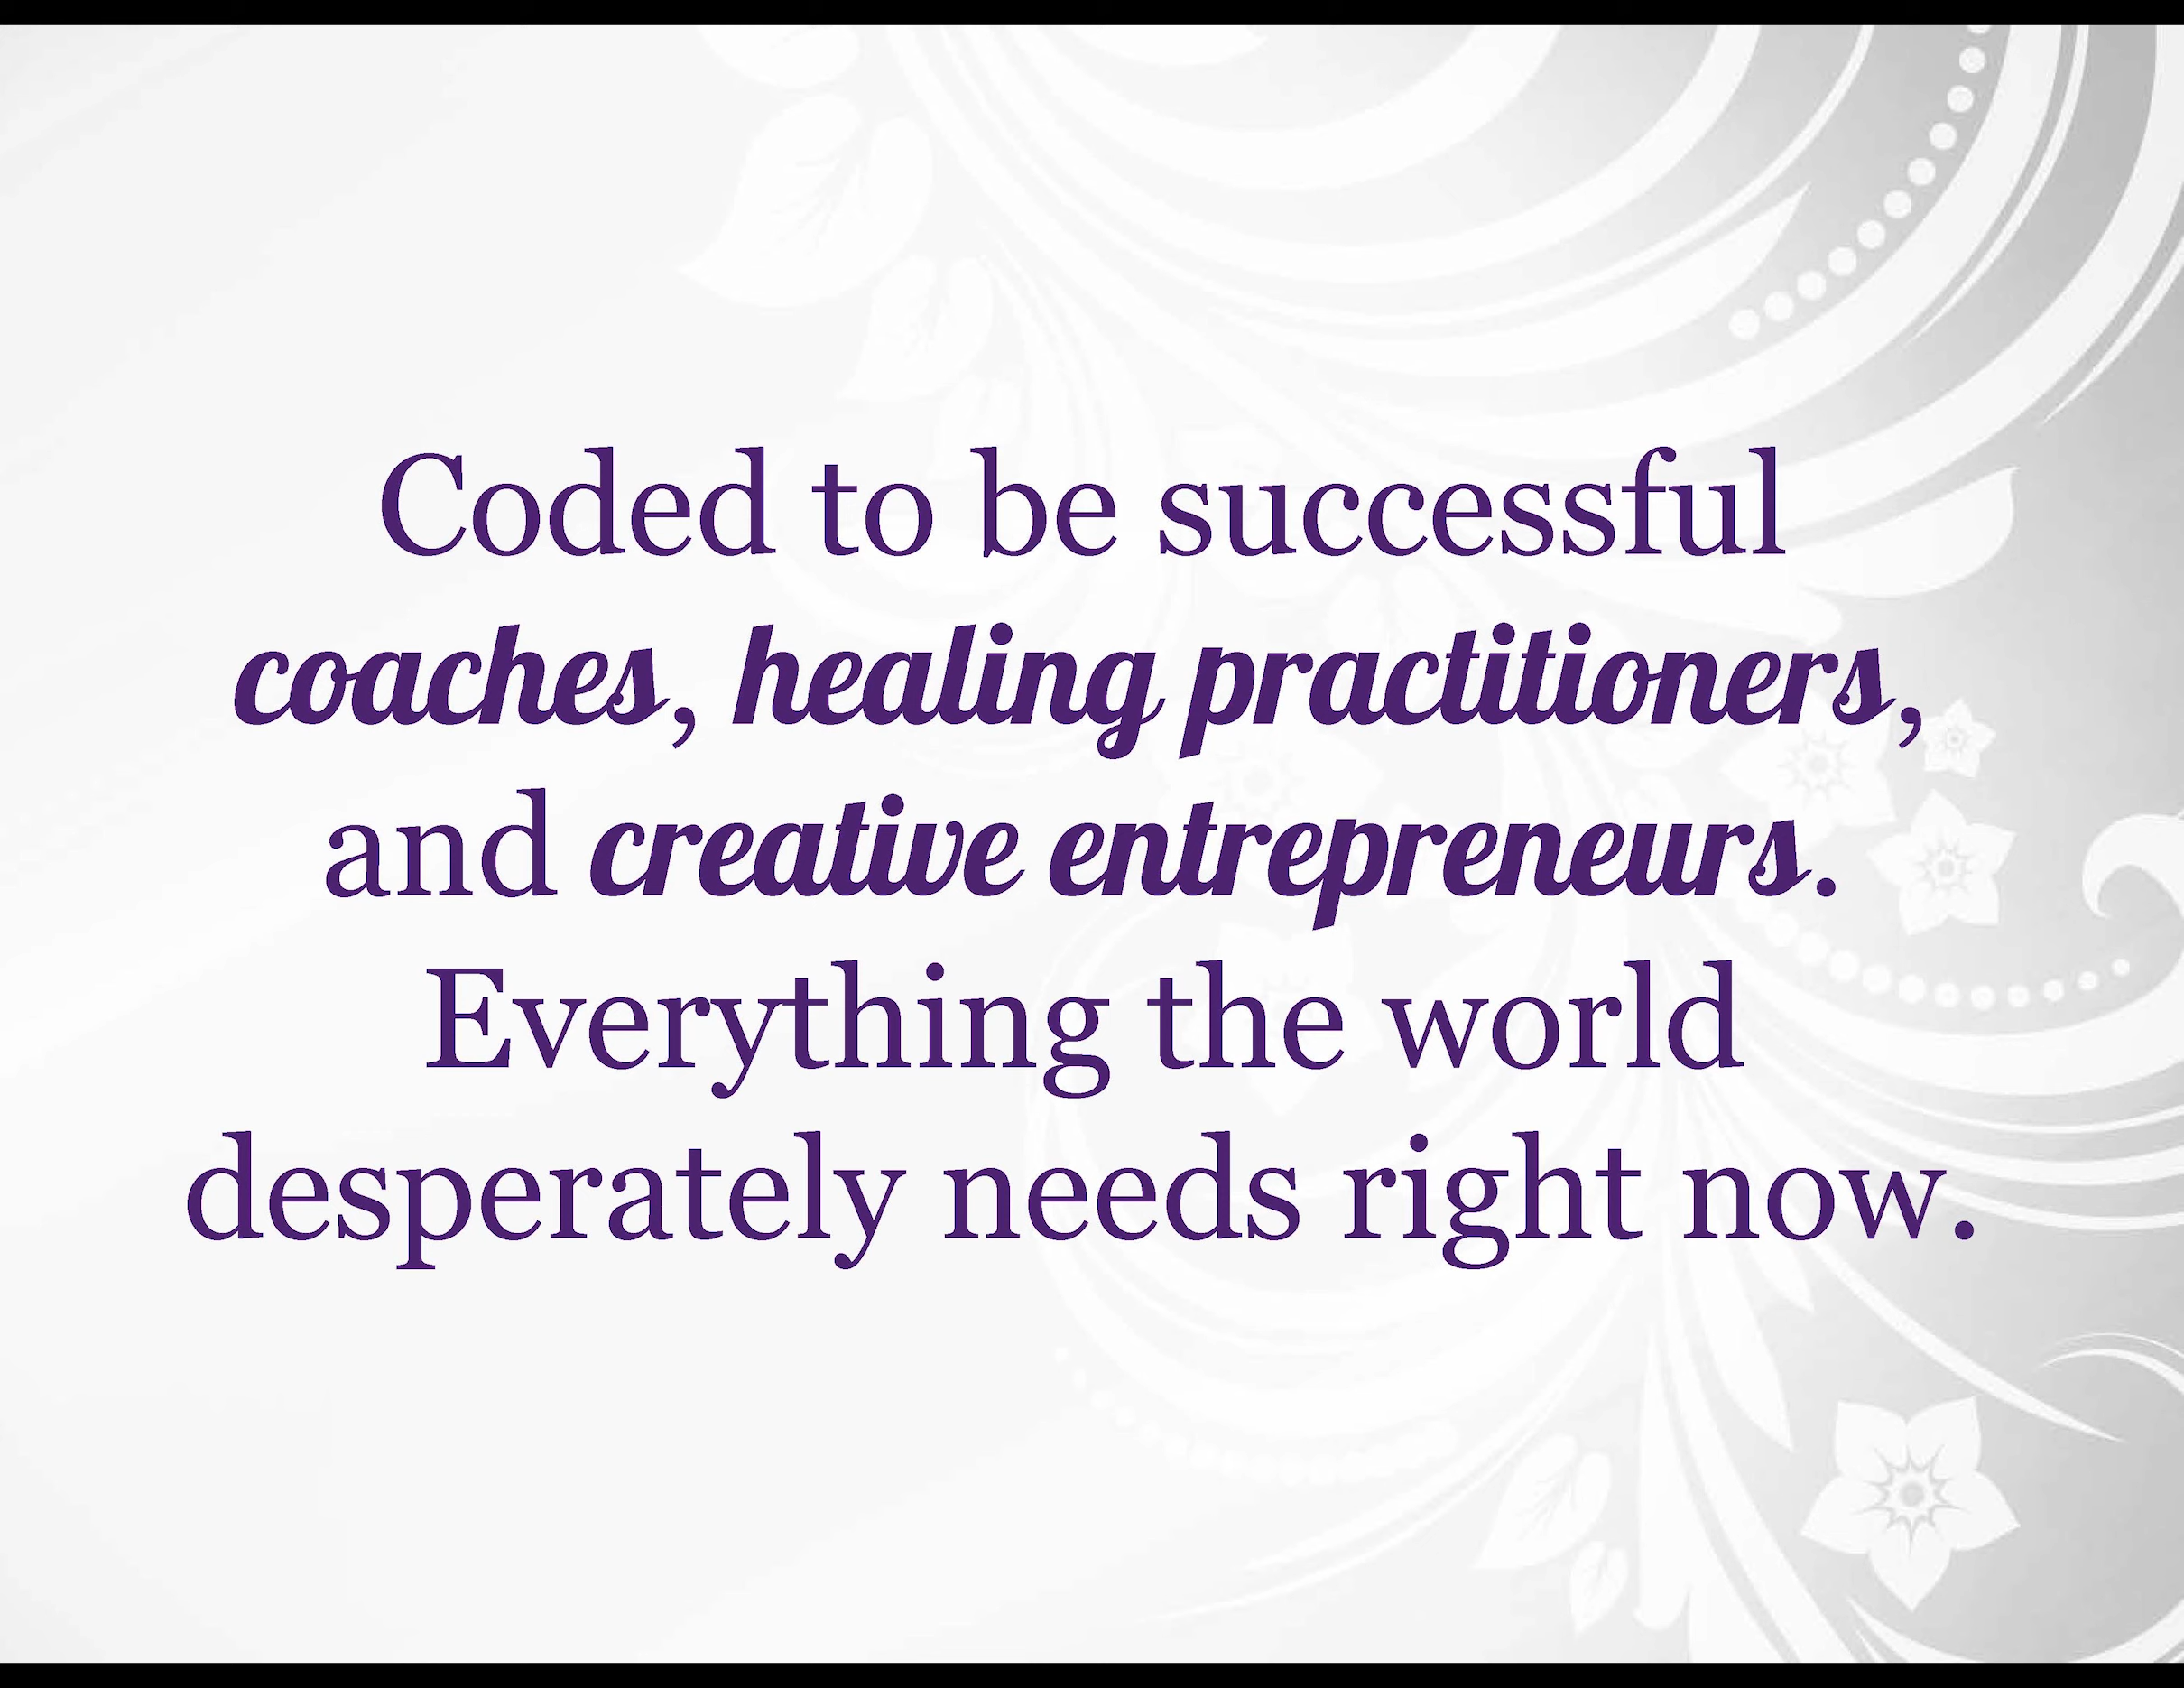 Coded to be successful
coaches, healing practitioners,
and creative entrepreneurs.
Everything the world
desperately needs right now.